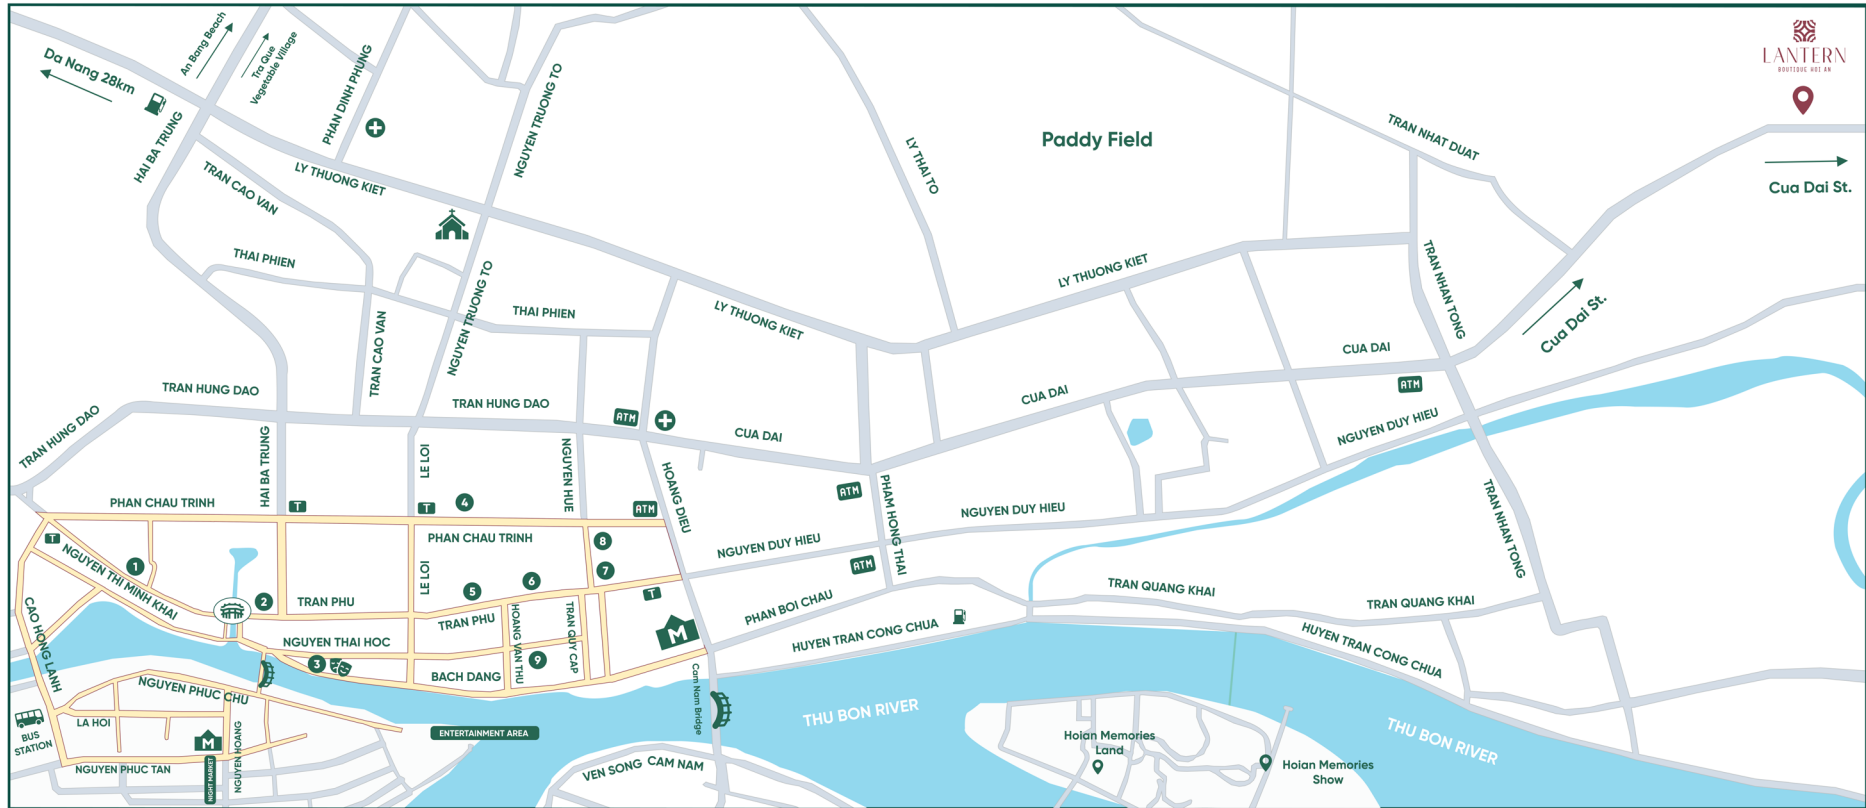 LANTERN
BOUTIQUE HOI AN
An Bang Beach
Tra Que
Vegetable Village
Da Nang 28km
PHAN DINH PHUNG
NGUYEN TRUONG TO
HAI BA TRUNG
LY THAI TO
Paddy Field
TRAN NHAT DUAT
Cua Dai St.
TRAN CAO VAN
LY THUONG KIET
THAI PHIEN
LY THUONG KIET
TRAN NHAN TONG
NGUYEN TRUONG TO
THAI PHIEN
LY THUONG KIET
Cua Dai St.
TRAN CAO VAN
CUA DAI
ATM
TRAN HUNG DAO
TRAN HUNG DAO
CUA DAI
ATM
TRAN HUNG DAO
CUA DAI
NGUYEN DUY HIEU
HAI BA TRUNG
LE LOI
NGUYEN HUE
HOANG DIEU
PHAM HONG THAI
ATM
TRAN NHAN TONG
PHAN CHAU TRINH
T
T
4
ATM
NGUYEN DUY HIEU
T
PHAN CHAU TRINH
8
NGUYEN DUY HIEU
NGUYEN THI MINH KHAI
1
LE LOI
6
7
ATM
5
T
TRAN QUANG KHAI
2
TRAN PHU
PHAN BOI CHAU
TRAN QUANG KHAI
CAO HONG LANH
TRAN PHU
HOANG VAN THU
TRAN QUY CAP
M
HUYEN TRAN CONG CHUA
HUYEN TRAN CONG CHUA
NGUYEN THAI HOC
3
9
BACH DANG
Cam Nam Bridge
NGUYEN PHUC CHU
THU BON RIVER
LA HOI
ENTERTAINMENT AREA
THU BON RIVER
BUS
STATION
M
NGUYEN HOANG
Hoian Memories
Land
NGUYEN PHUC TAN
NIGHT MARKET
VEN SONG CAM NAM
Hoian Memories
Show